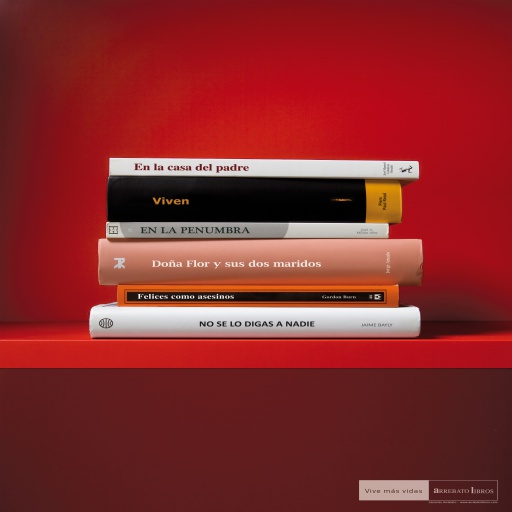 En la casa del padre
Viven
EN LA PENUMBRA
Doña Flor y sus dos maridos
Felices como asesinos
Gordon Burn
NO SE LO DIGAS A NADIE
JAIME BAYLY
Vive más vidas
ARREBATO LIBROS